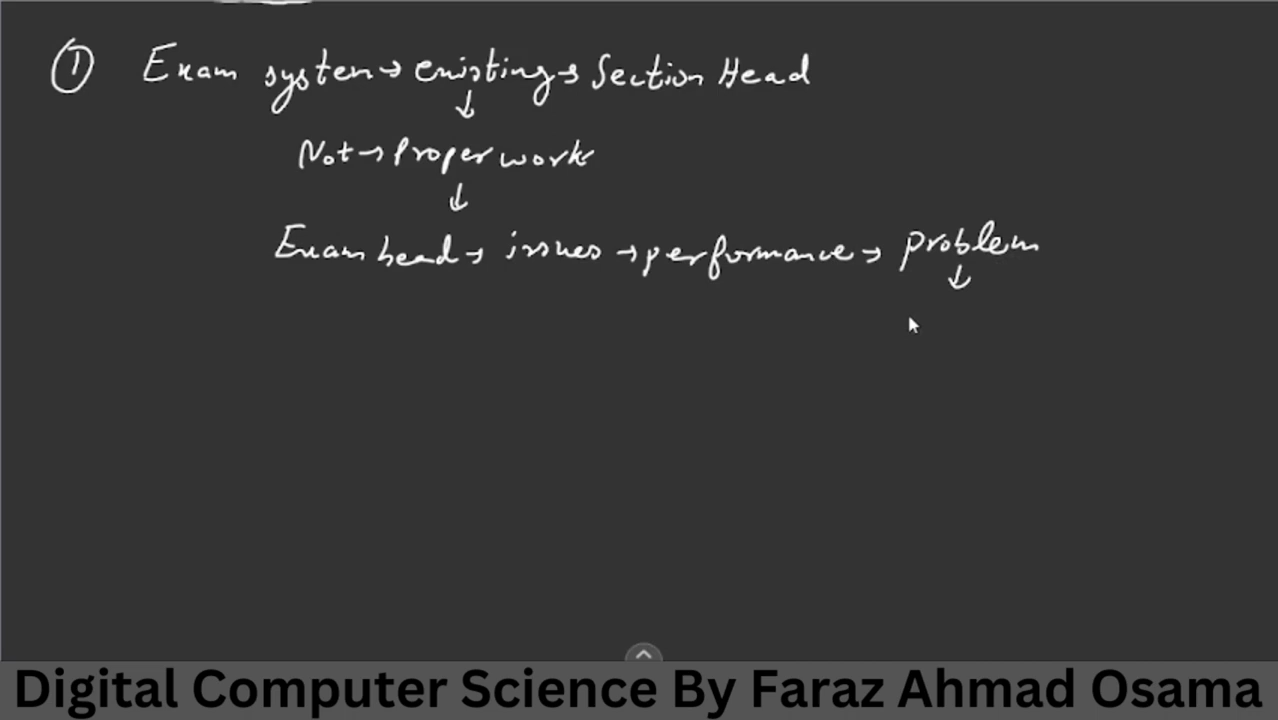 ① Exam system → existing → Section Head
↓
Not → Proper work
↓
Exam head → issues → performance → problem
↓
Digital Computer Science By Faraz Ahmad Osama